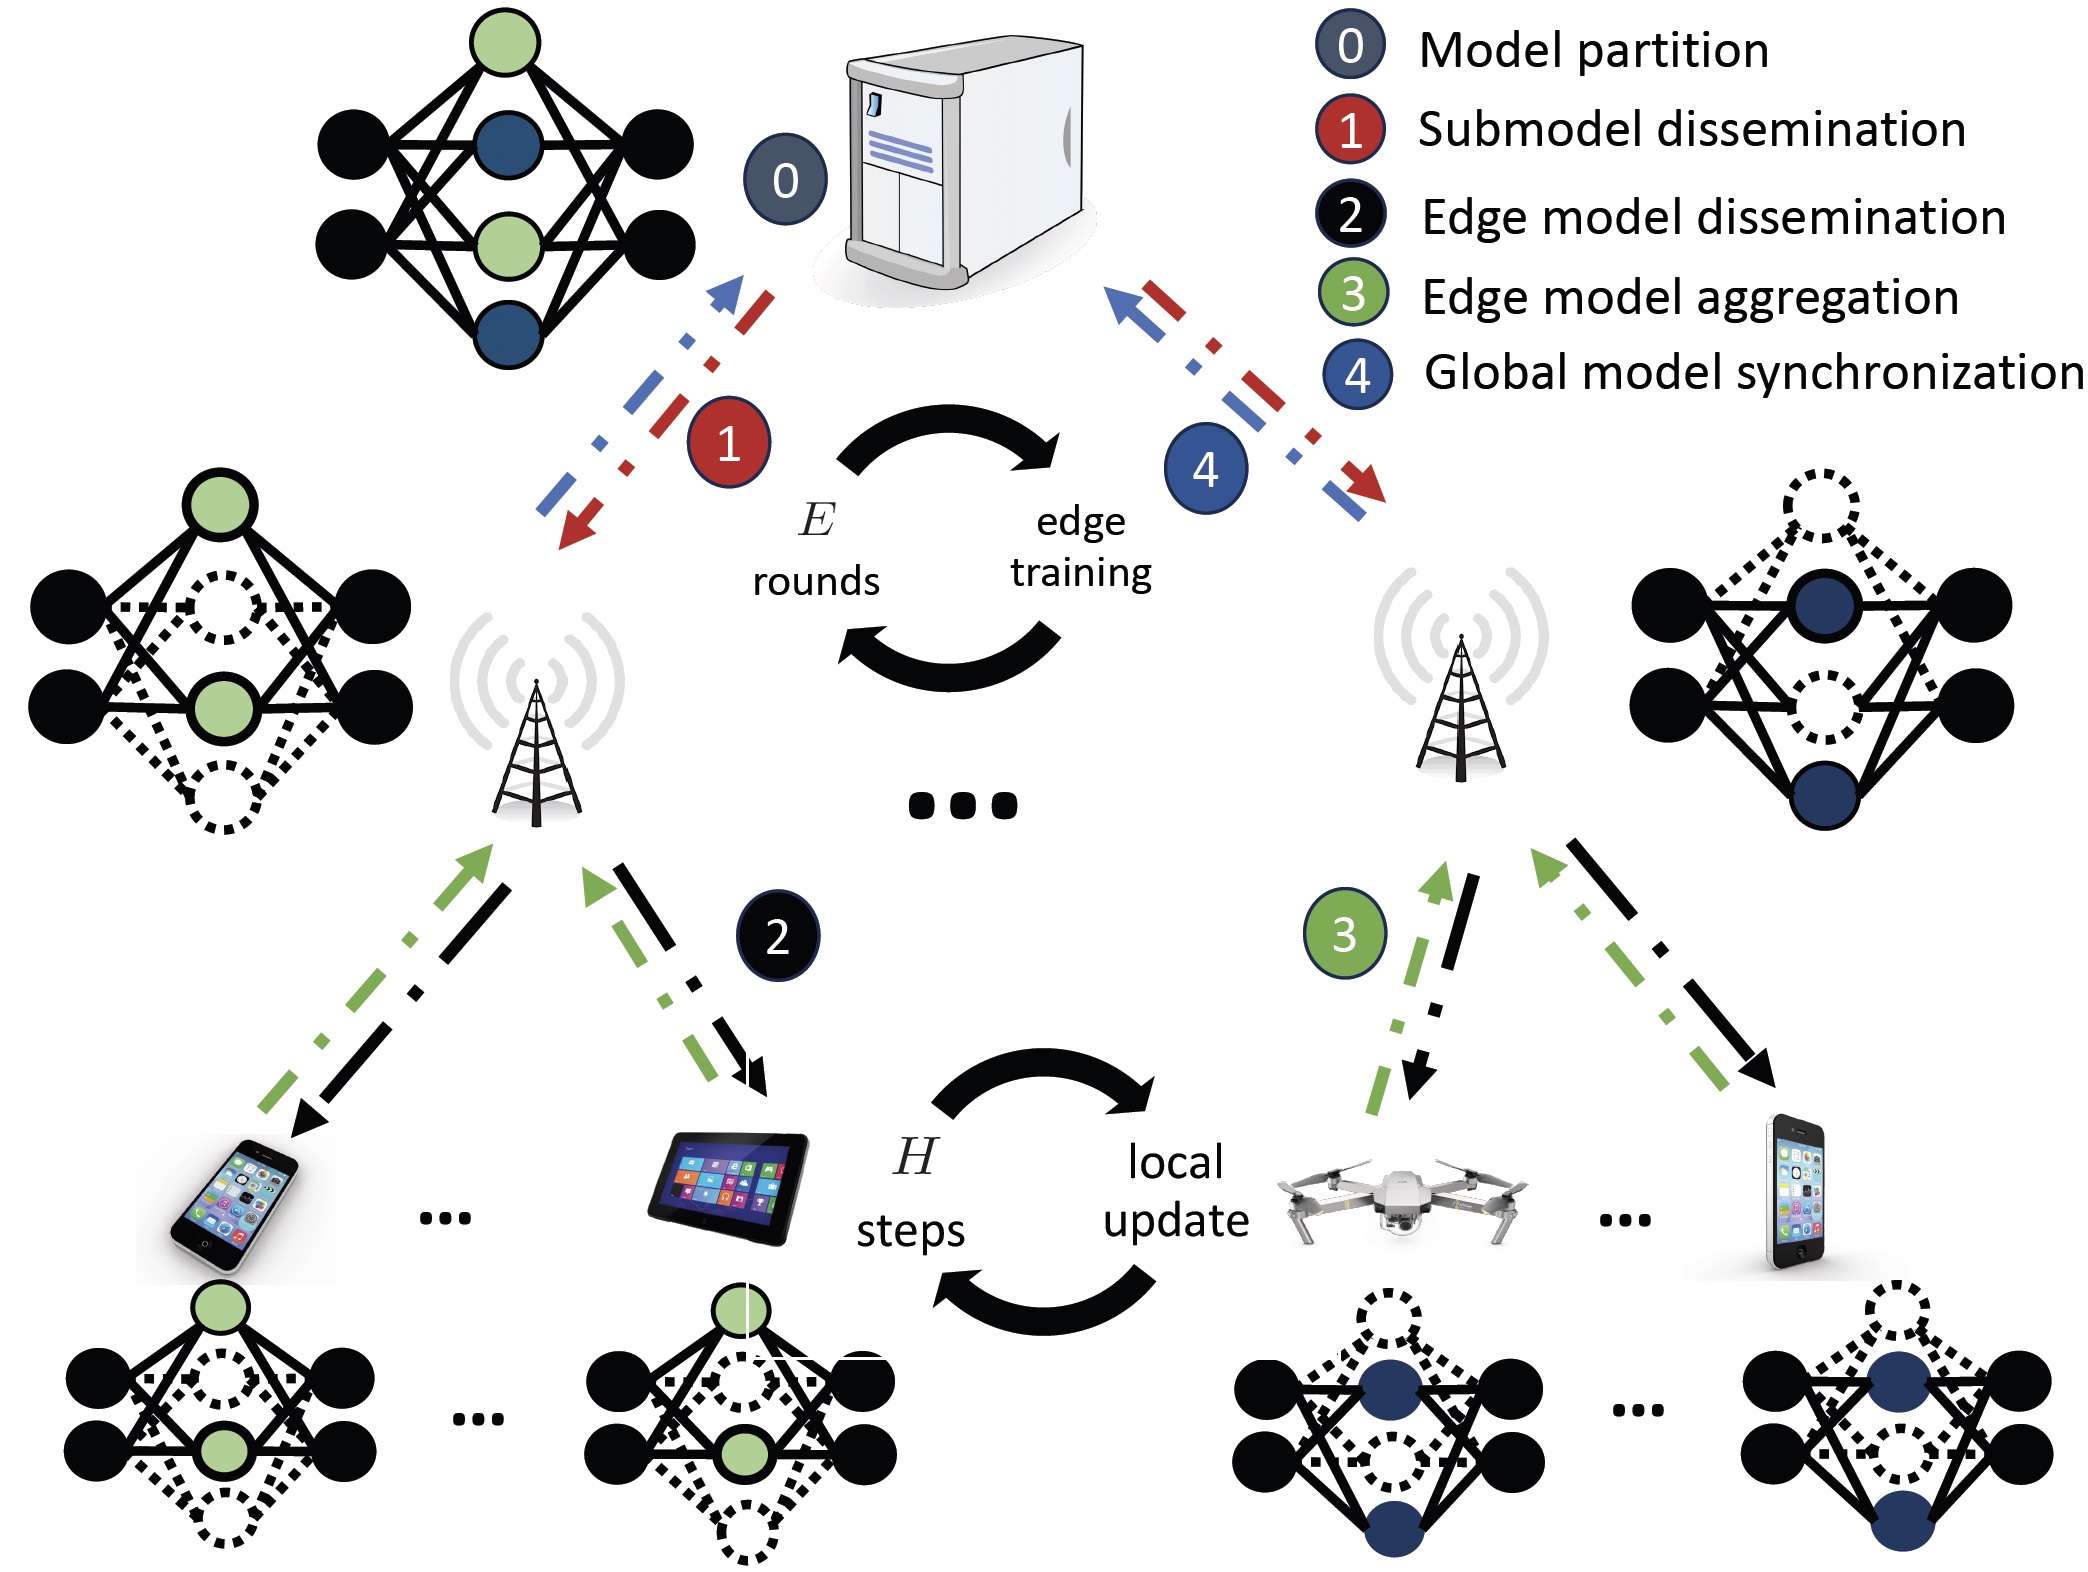 0 Model partition
1 Submodel dissemination
2 Edge model dissemination
3 Edge model aggregation
4 Global model synchronization
0
1
4
E
rounds
edge
training
2
3
H
steps
local
update